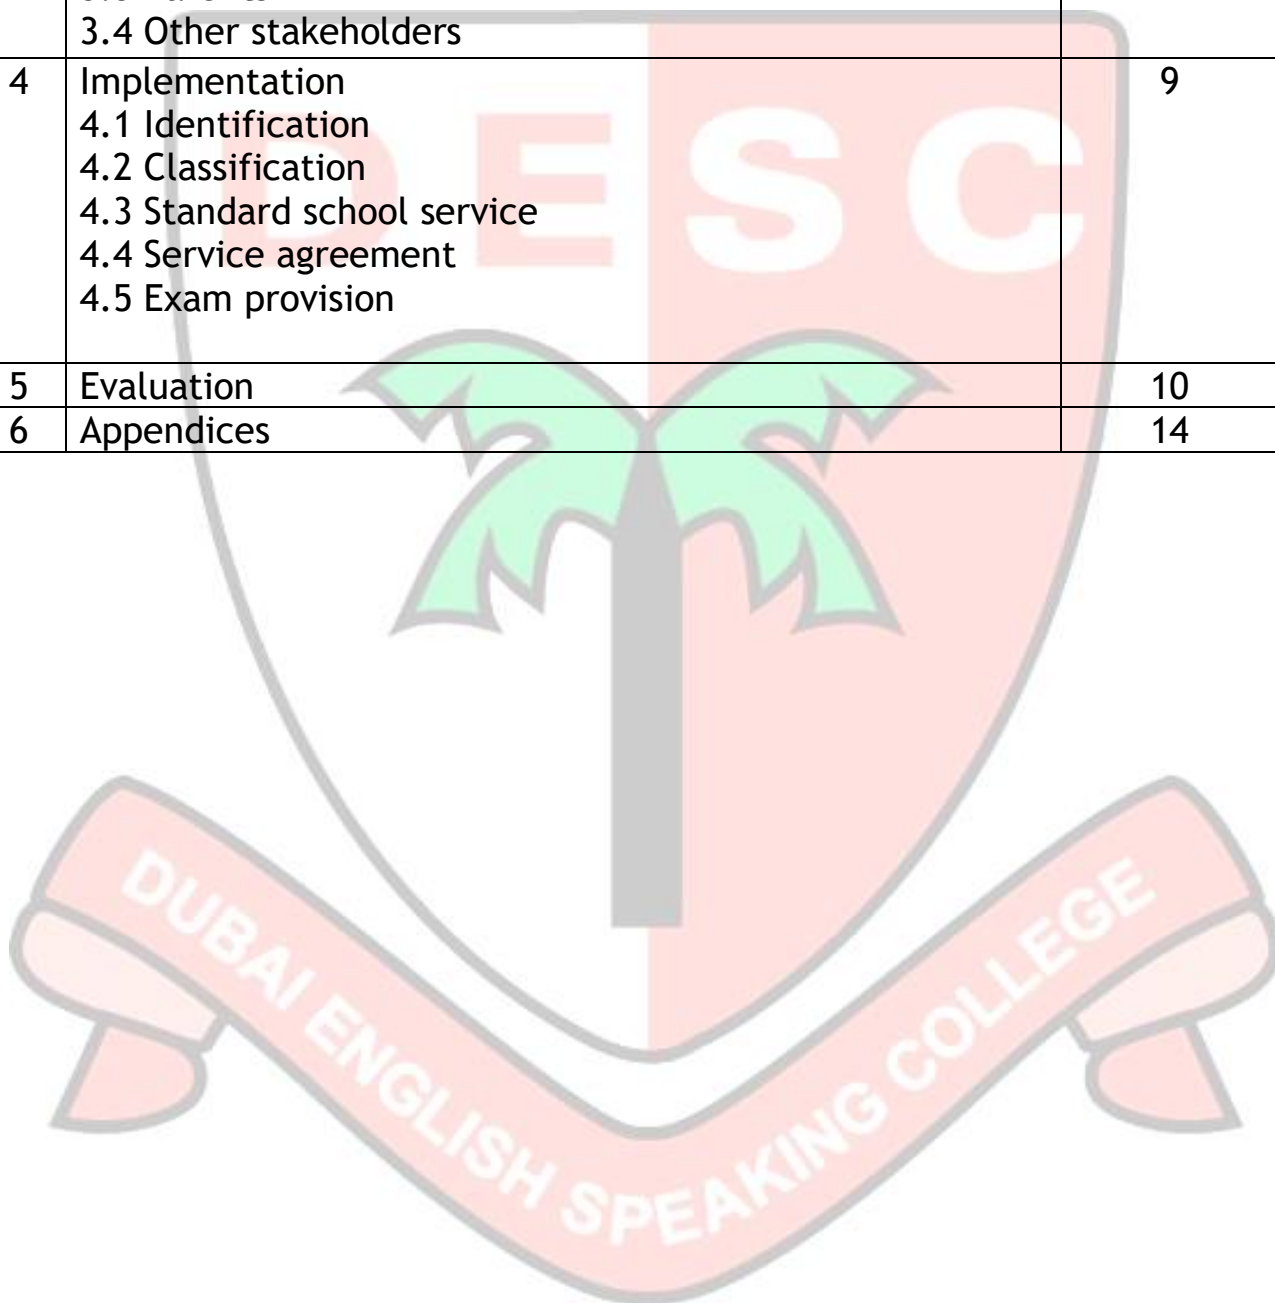 3.4 Other stakeholders
4 Implementation 9
4.1 Identification
4.2 Classification
4.3 Standard school service
4.4 Service agreement
4.5 Exam provision
5 Evaluation 10
6 Appendices 14
DESC
DUBAI ENGLISH SPEAKING COLLEGE